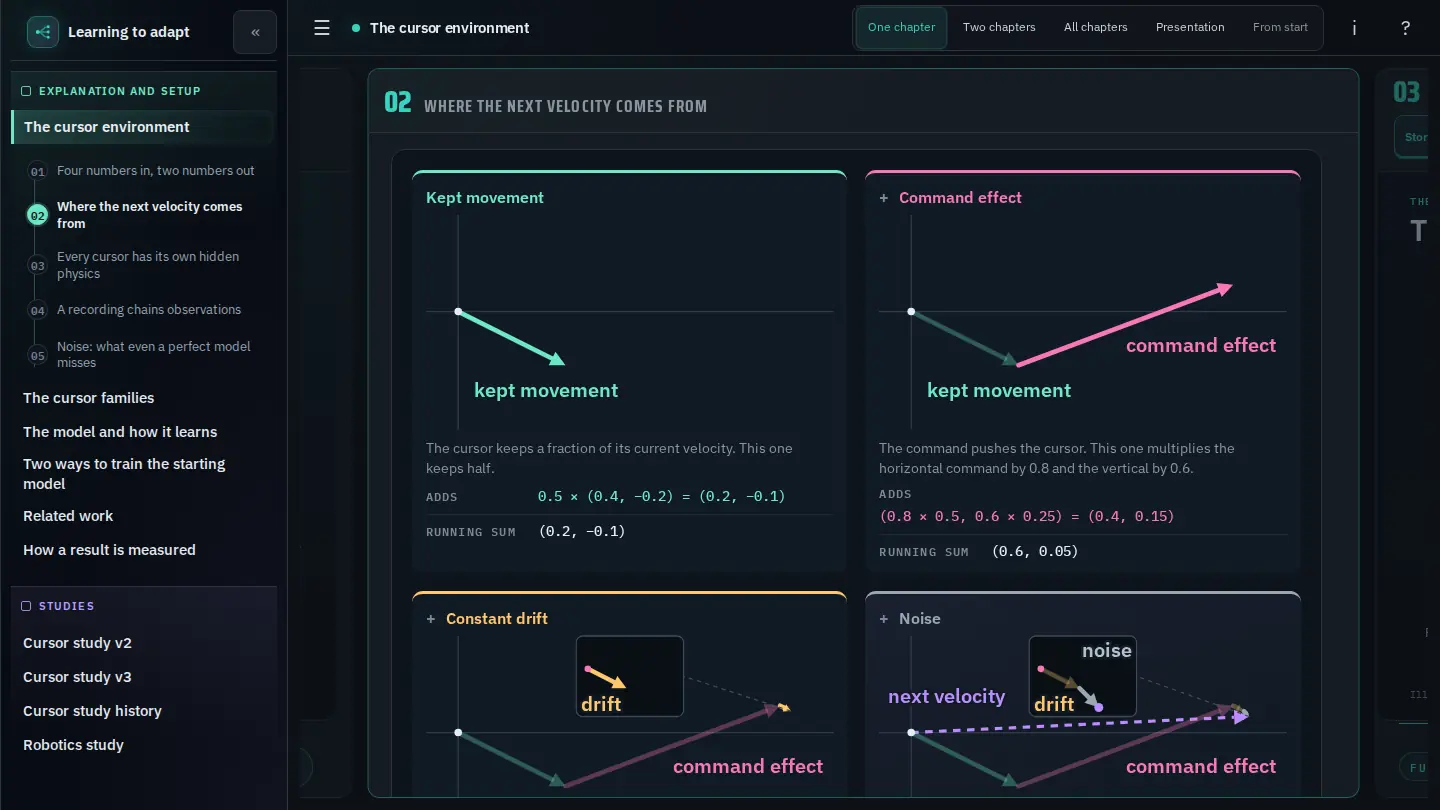 Learning to adapt
«
EXPLANATION AND SETUP
The cursor environment
01 Four numbers in, two numbers out
02 Where the next velocity comes
from
03 Every cursor has its own hidden
physics
04 A recording chains observations
05 Noise: what even a perfect model
misses
The cursor families
The model and how it learns
Two ways to train the starting
model
Related work
How a result is measured
STUDIES
Cursor study v2
Cursor study v3
Cursor study history
Robotics study
☰ The cursor environment
One chapter Two chapters All chapters Presentation From start i ?
02 WHERE THE NEXT VELOCITY COMES FROM
Kept movement
kept movement
The cursor keeps a fraction of its current velocity. This one
keeps half.
ADDS 0.5 × (0.4, −0.2) = (0.2, −0.1)
RUNNING SUM (0.2, −0.1)
+ Command effect
command effect
kept movement
The command pushes the cursor. This one multiplies the
horizontal command by 0.8 and the vertical by 0.6.
ADDS
(0.8 × 0.5, 0.6 × 0.25) = (0.4, 0.15)
RUNNING SUM (0.6, 0.05)
+ Constant drift
drift
command effect
+ Noise
noise
next velocity
drift
command effect
03